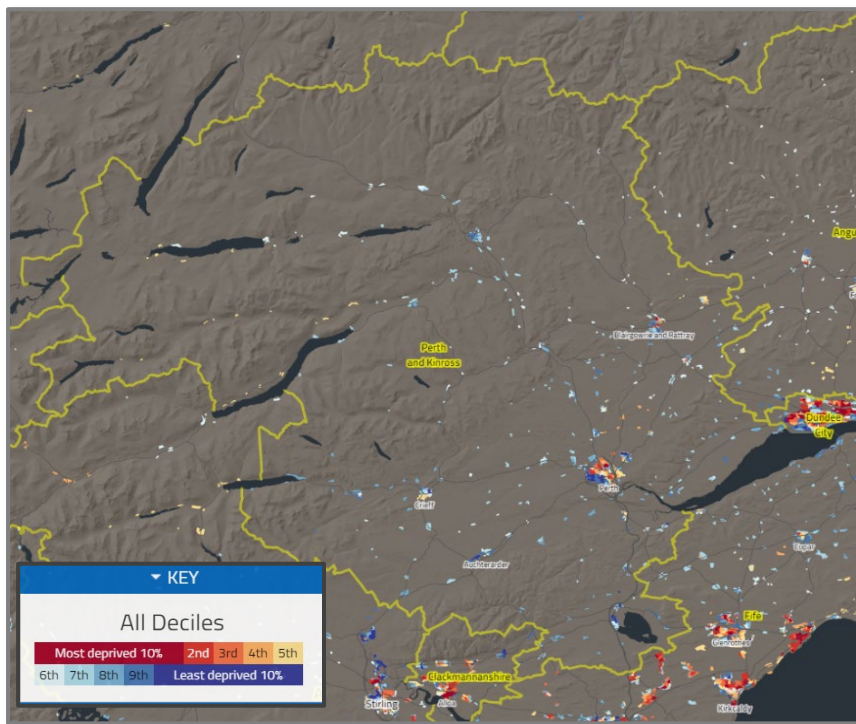 Angu
Blairgowrie and Rattray
Perth
and Kinross
Dundee
City
Perth
Crieff
Cupar
Auchterarder
Fife
Glenrothes
Clackmannanshire
Stirling
Alloa
Kirkcaldy
KEY
All Deciles
Most deprived 10% 2nd 3rd 4th 5th
6th 7th 8th 9th Least deprived 10%